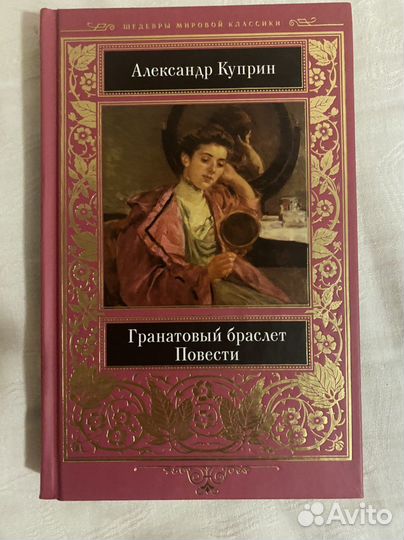 ШЕДЕВРЫ МИРОВОЙ КЛАССИКИ
Александр Куприн
Гранатовый браслет
Повести
Avito